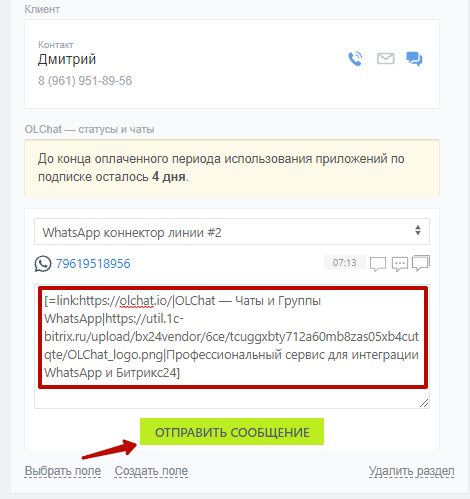 Клиент
Контакт
Дмитрий
8 (961) 951-89-56
OLChat — статусы и чаты
До конца оплаченного периода использования приложений по
подписке осталось 4 дня.
WhatsApp коннектор линии #2
79619518956 07:13
[=link:https://olchat.io/|OLChat — Чаты и Группы
WhatsApp|https://util.1c-
bitrix.ru/upload/bx24vendor/6ce/tcuggxbty712a60mb8zas05xb4cut
qte/OLChat_logo.png|Профессиональный сервис для интеграции
WhatsApp и Битрикс24]
ОТПРАВИТЬ СООБЩЕНИЕ
Выбрать поле Создать поле Удалить раздел